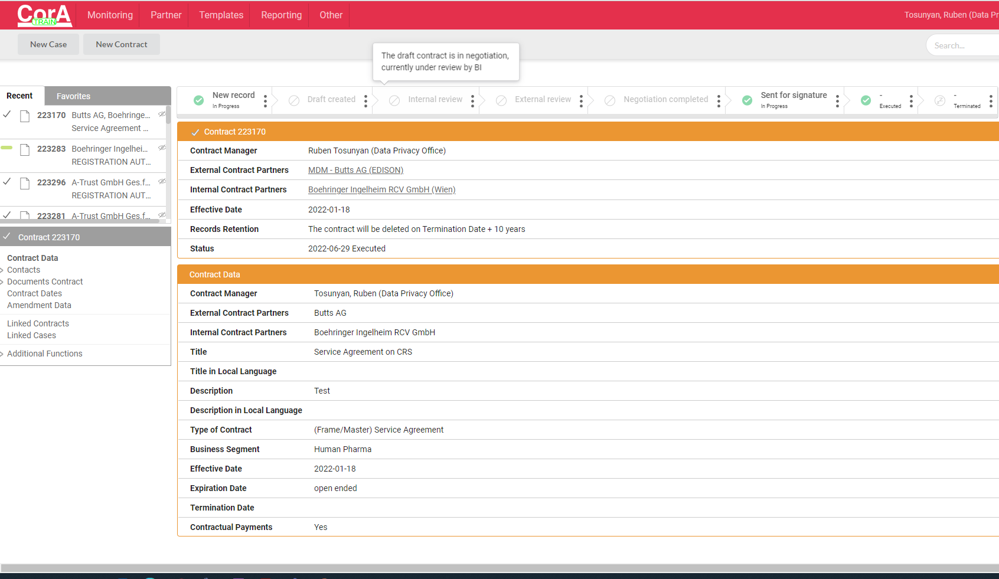 CorA
TRAIN
Monitoring
Partner
Templates
Reporting
Other
Tosunyan, Ruben (Data Pr
New Case
New Contract
Search...
The draft contract is in negotiation,
currently under review by BI
Recent
Favorites
223170 Butts AG, Boehringe...
Service Agreement ...
223283 Boehringer Ingelhei...
REGISTRATION AUT...
223296 A-Trust GmbH Ges.f...
REGISTRATION AUT...
223281 A-Trust GmbH Ges.f...
New record
In Progress
Draft created
Internal review
External review
Negotiation completed
Sent for signature
In Progress
-
Executed
-
Terminated
Contract 223170
Contract Data
Contacts
Documents Contract
Contract Dates
Amendment Data
Linked Contracts
Linked Cases
Additional Functions
Contract 223170
Contract Manager Ruben Tosunyan (Data Privacy Office)
External Contract Partners MDM - Butts AG (EDISON)
Internal Contract Partners Boehringer Ingelheim RCV GmbH (Wien)
Effective Date 2022-01-18
Records Retention The contract will be deleted on Termination Date + 10 years
Status 2022-06-29 Executed
Contract Data
Contract Manager Tosunyan, Ruben (Data Privacy Office)
External Contract Partners Butts AG
Internal Contract Partners Boehringer Ingelheim RCV GmbH
Title Service Agreement on CRS
Title in Local Language
Description Test
Description in Local Language
Type of Contract (Frame/Master) Service Agreement
Business Segment Human Pharma
Effective Date 2022-01-18
Expiration Date open ended
Termination Date
Contractual Payments Yes